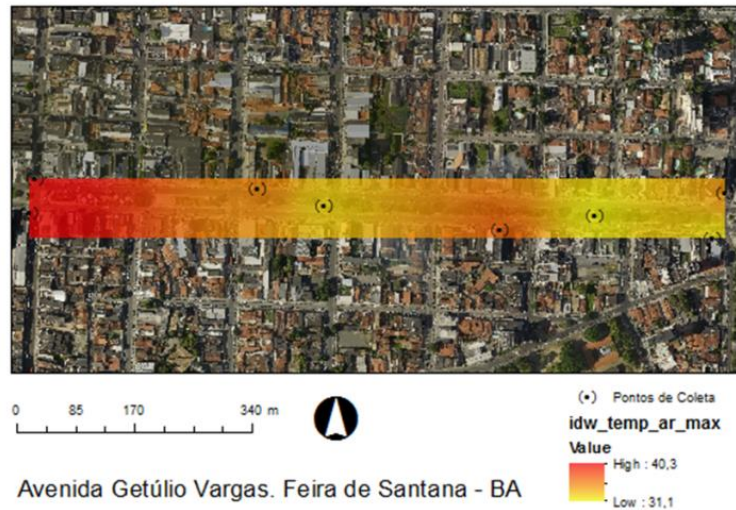 0 85 170 340 m
(•) Pontos de Coleta
idw_temp_ar_max
Value
High : 40,3
Low : 31,1
Avenida Getúlio Vargas. Feira de Santana - BA